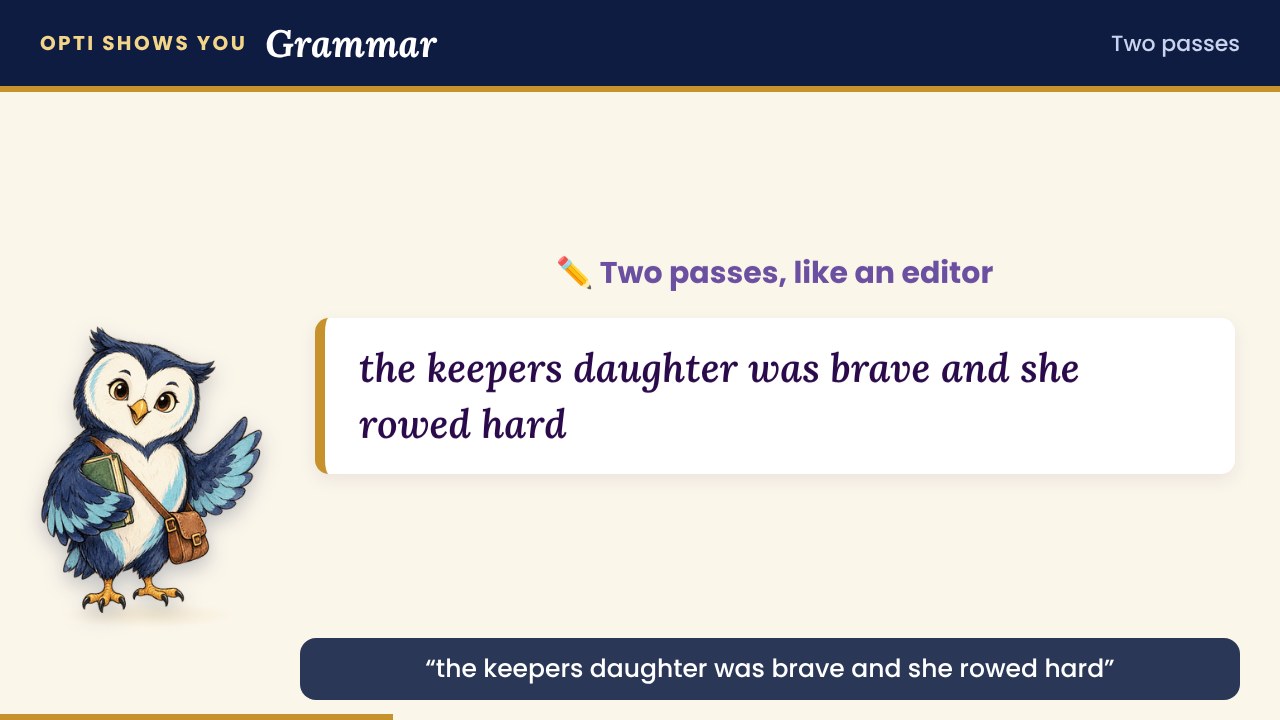 OPTI SHOWS YOU Grammar
Two passes
✏️ Two passes, like an editor
the keepers daughter was brave and she
rowed hard
“the keepers daughter was brave and she rowed hard”